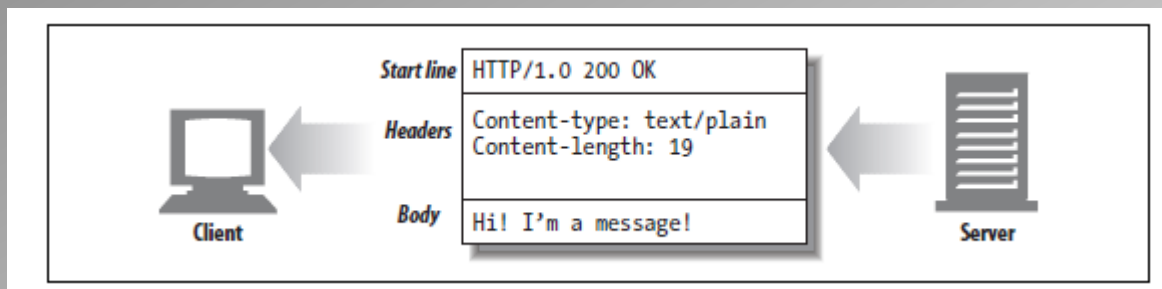 Start line HTTP/1.0 200 OK
Headers Content-type: text/plain
Content-length: 19
Body Hi! I'm a message!
Client
Server